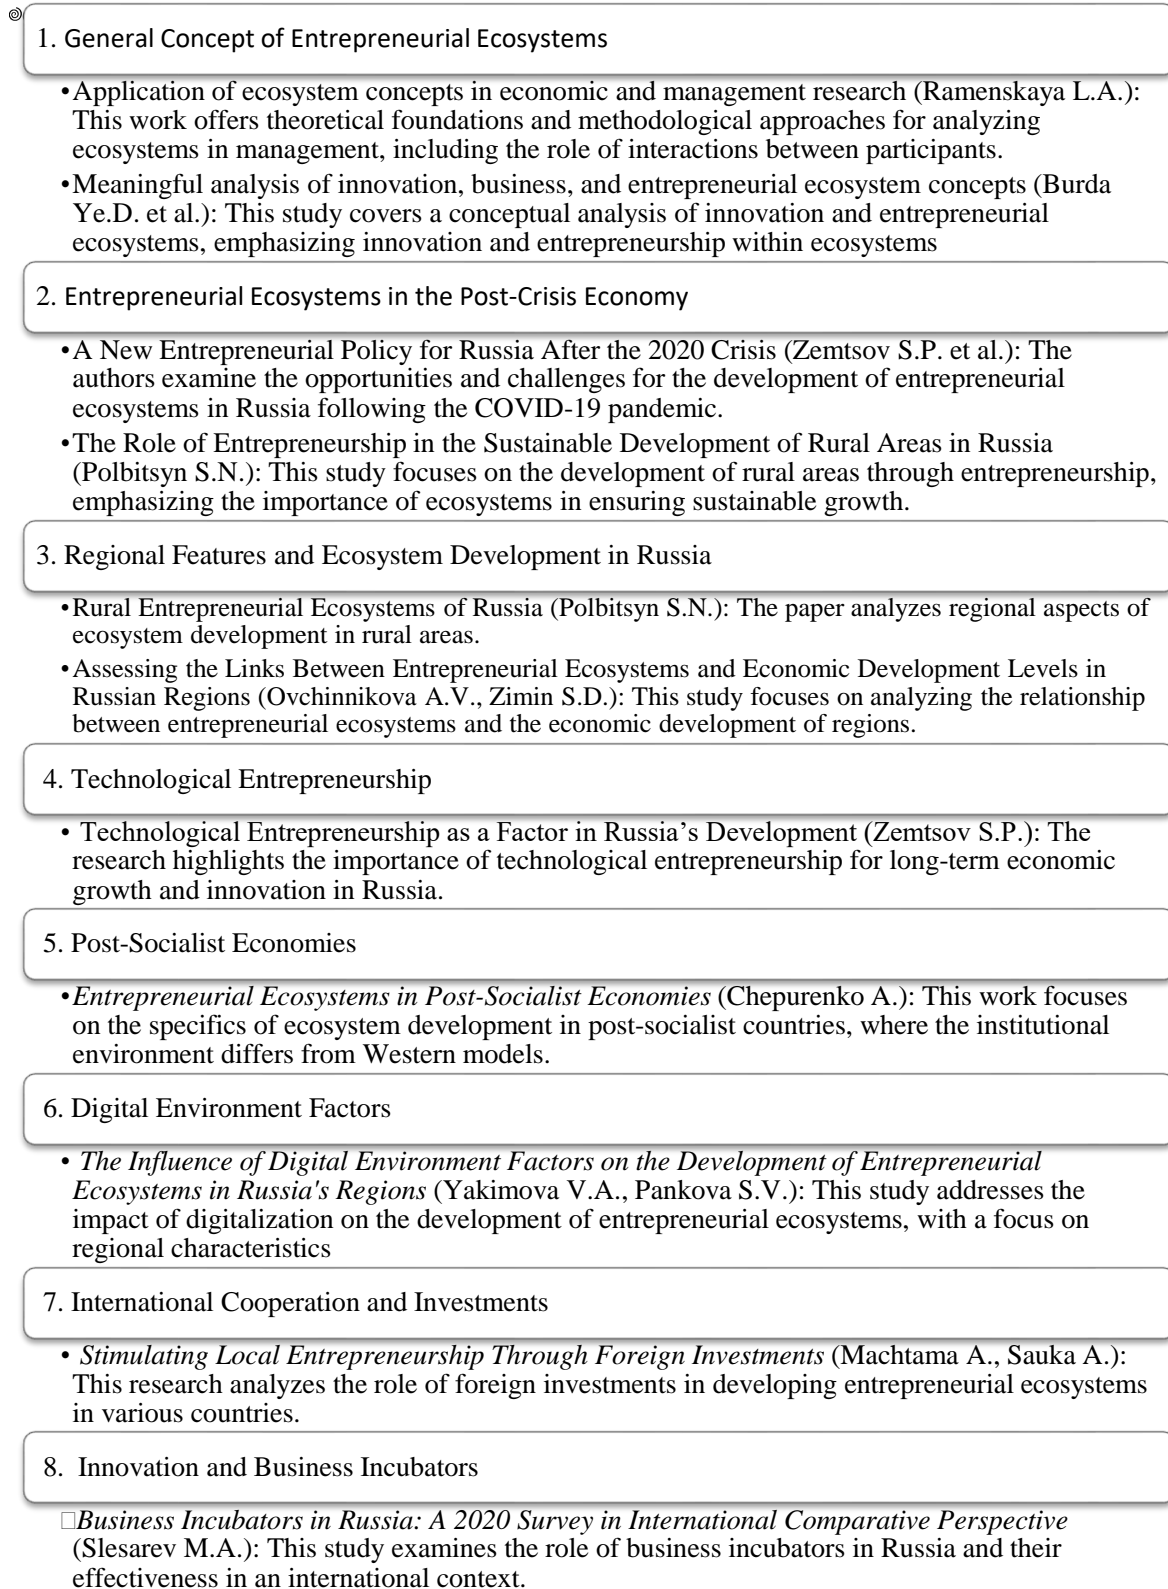 1. General Concept of Entrepreneurial Ecosystems
•Application of ecosystem concepts in economic and management research (Ramenskaya L.A.):
This work offers theoretical foundations and methodological approaches for analyzing
ecosystems in management, including the role of interactions between participants.
•Meaningful analysis of innovation, business, and entrepreneurial ecosystem concepts (Burda
Ye.D. et al.): This study covers a conceptual analysis of innovation and entrepreneurial
ecosystems, emphasizing innovation and entrepreneurship within ecosystems
2. Entrepreneurial Ecosystems in the Post-Crisis Economy
•A New Entrepreneurial Policy for Russia After the 2020 Crisis (Zemtsov S.P. et al.): The
authors examine the opportunities and challenges for the development of entrepreneurial
ecosystems in Russia following the COVID-19 pandemic.
•The Role of Entrepreneurship in the Sustainable Development of Rural Areas in Russia
(Polbitsyn S.N.): This study focuses on the development of rural areas through entrepreneurship,
emphasizing the importance of ecosystems in ensuring sustainable growth.
3. Regional Features and Ecosystem Development in Russia
•Rural Entrepreneurial Ecosystems of Russia (Polbitsyn S.N.): The paper analyzes regional aspects of
ecosystem development in rural areas.
•Assessing the Links Between Entrepreneurial Ecosystems and Economic Development Levels in
Russian Regions (Ovchinnikova A.V., Zimin S.D.): This study focuses on analyzing the relationship
between entrepreneurial ecosystems and the economic development of regions.
4. Technological Entrepreneurship
• Technological Entrepreneurship as a Factor in Russia’s Development (Zemtsov S.P.): The
research highlights the importance of technological entrepreneurship for long-term economic
growth and innovation in Russia.
5. Post-Socialist Economies
•Entrepreneurial Ecosystems in Post-Socialist Economies (Chepurenko A.): This work focuses
on the specifics of ecosystem development in post-socialist countries, where the institutional
environment differs from Western models.
6. Digital Environment Factors
• The Influence of Digital Environment Factors on the Development of Entrepreneurial
Ecosystems in Russia's Regions (Yakimova V.A., Pankova S.V.): This study addresses the
impact of digitalization on the development of entrepreneurial ecosystems, with a focus on
regional characteristics
7. International Cooperation and Investments
• Stimulating Local Entrepreneurship Through Foreign Investments (Machtama A., Sauka A.):
This research analyzes the role of foreign investments in developing entrepreneurial ecosystems
in various countries.
8. Innovation and Business Incubators
Business Incubators in Russia: A 2020 Survey in International Comparative Perspective
(Slesarev M.A.): This study examines the role of business incubators in Russia and their
effectiveness in an international context.